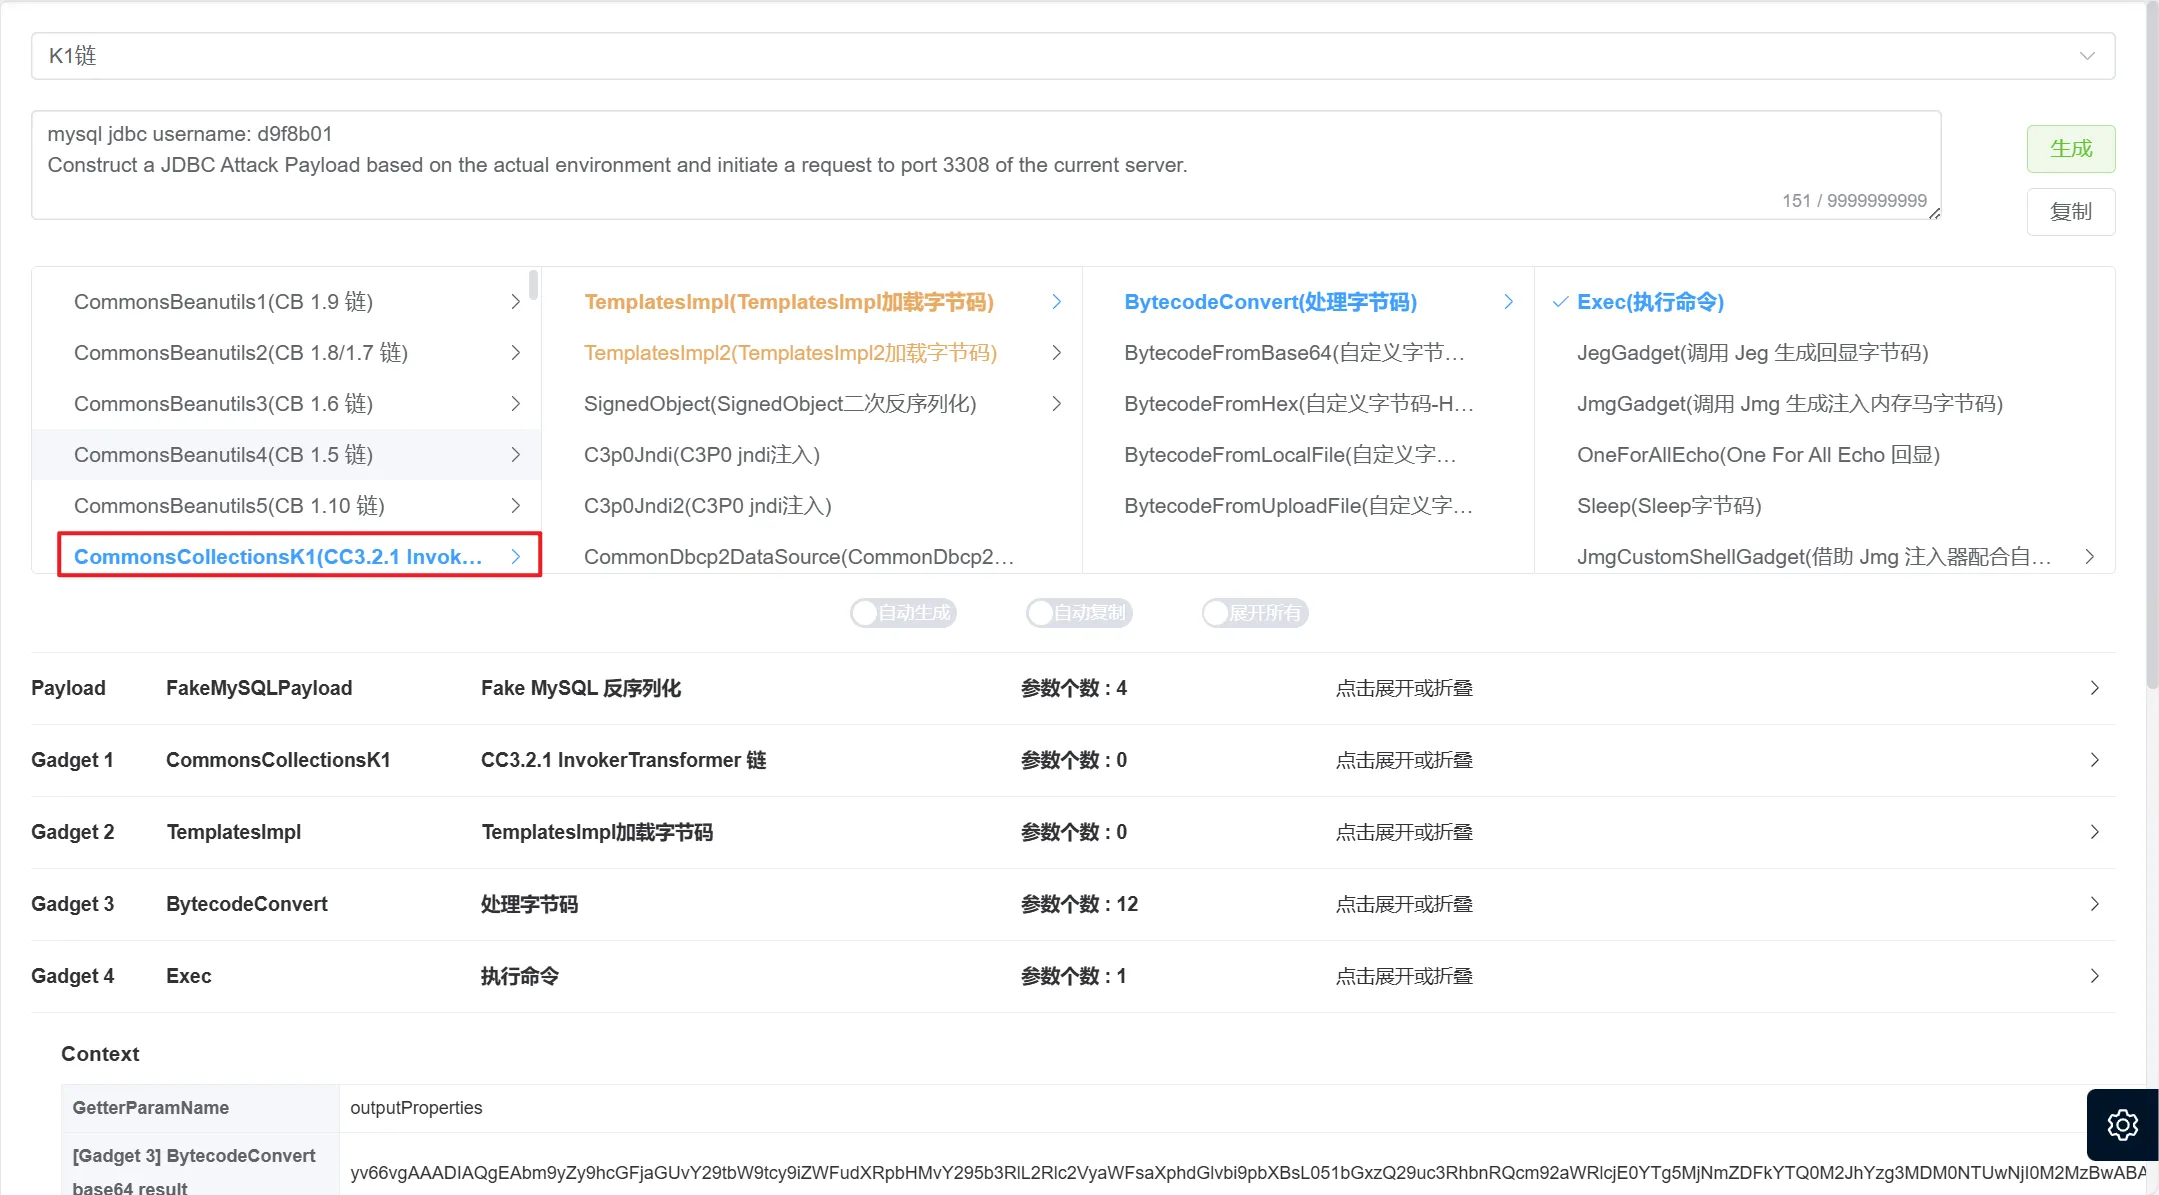 K1链
mysql jdbc username: d9f8b01
Construct a JDBC Attack Payload based on the actual environment and initiate a request to port 3308 of the current server.
151 / 9999999999
生成
复制
CommonsBeanutils1(CB 1.9 链)
CommonsBeanutils2(CB 1.8/1.7 链)
CommonsBeanutils3(CB 1.6 链)
CommonsBeanutils4(CB 1.5 链)
CommonsBeanutils5(CB 1.10 链)
CommonsCollectionsK1(CC3.2.1 Invok...
TemplatesImpl(TemplatesImpl加载字节码)
TemplatesImpl2(TemplatesImpl2加载字节码)
SignedObject(SignedObject二次反序列化)
C3p0Jndi(C3P0 jndi注入)
C3p0Jndi2(C3P0 jndi注入)
CommonDbcp2DataSource(CommonDbcp2...
BytecodeConvert(处理字节码)
BytecodeFromBase64(自定义字节...
BytecodeFromHex(自定义字节码-H...
BytecodeFromLocalFile(自定义字...
BytecodeFromUploadFile(自定义字...
Exec(执行命令)
JegGadget(调用 Jeg 生成回显字节码)
JmgGadget(调用 Jmg 生成注入内存马字节码)
OneForAllEcho(One For All Echo 回显)
Sleep(Sleep字节码)
JmgCustomShellGadget(借助 Jmg 注入器配合自...
自动生成 自动复制 展开所有
Payload FakeMySQLPayload Fake MySQL 反序列化 参数个数 : 4 点击展开或折叠
Gadget 1 CommonsCollectionsK1 CC3.2.1 InvokerTransformer 链 参数个数 : 0 点击展开或折叠
Gadget 2 TemplatesImpl TemplatesImpl加载字节码 参数个数 : 0 点击展开或折叠
Gadget 3 BytecodeConvert 处理字节码 参数个数 : 12 点击展开或折叠
Gadget 4 Exec 执行命令 参数个数 : 1 点击展开或折叠
Context
GetterParamName outputProperties
[Gadget 3] BytecodeConvert
base64 result